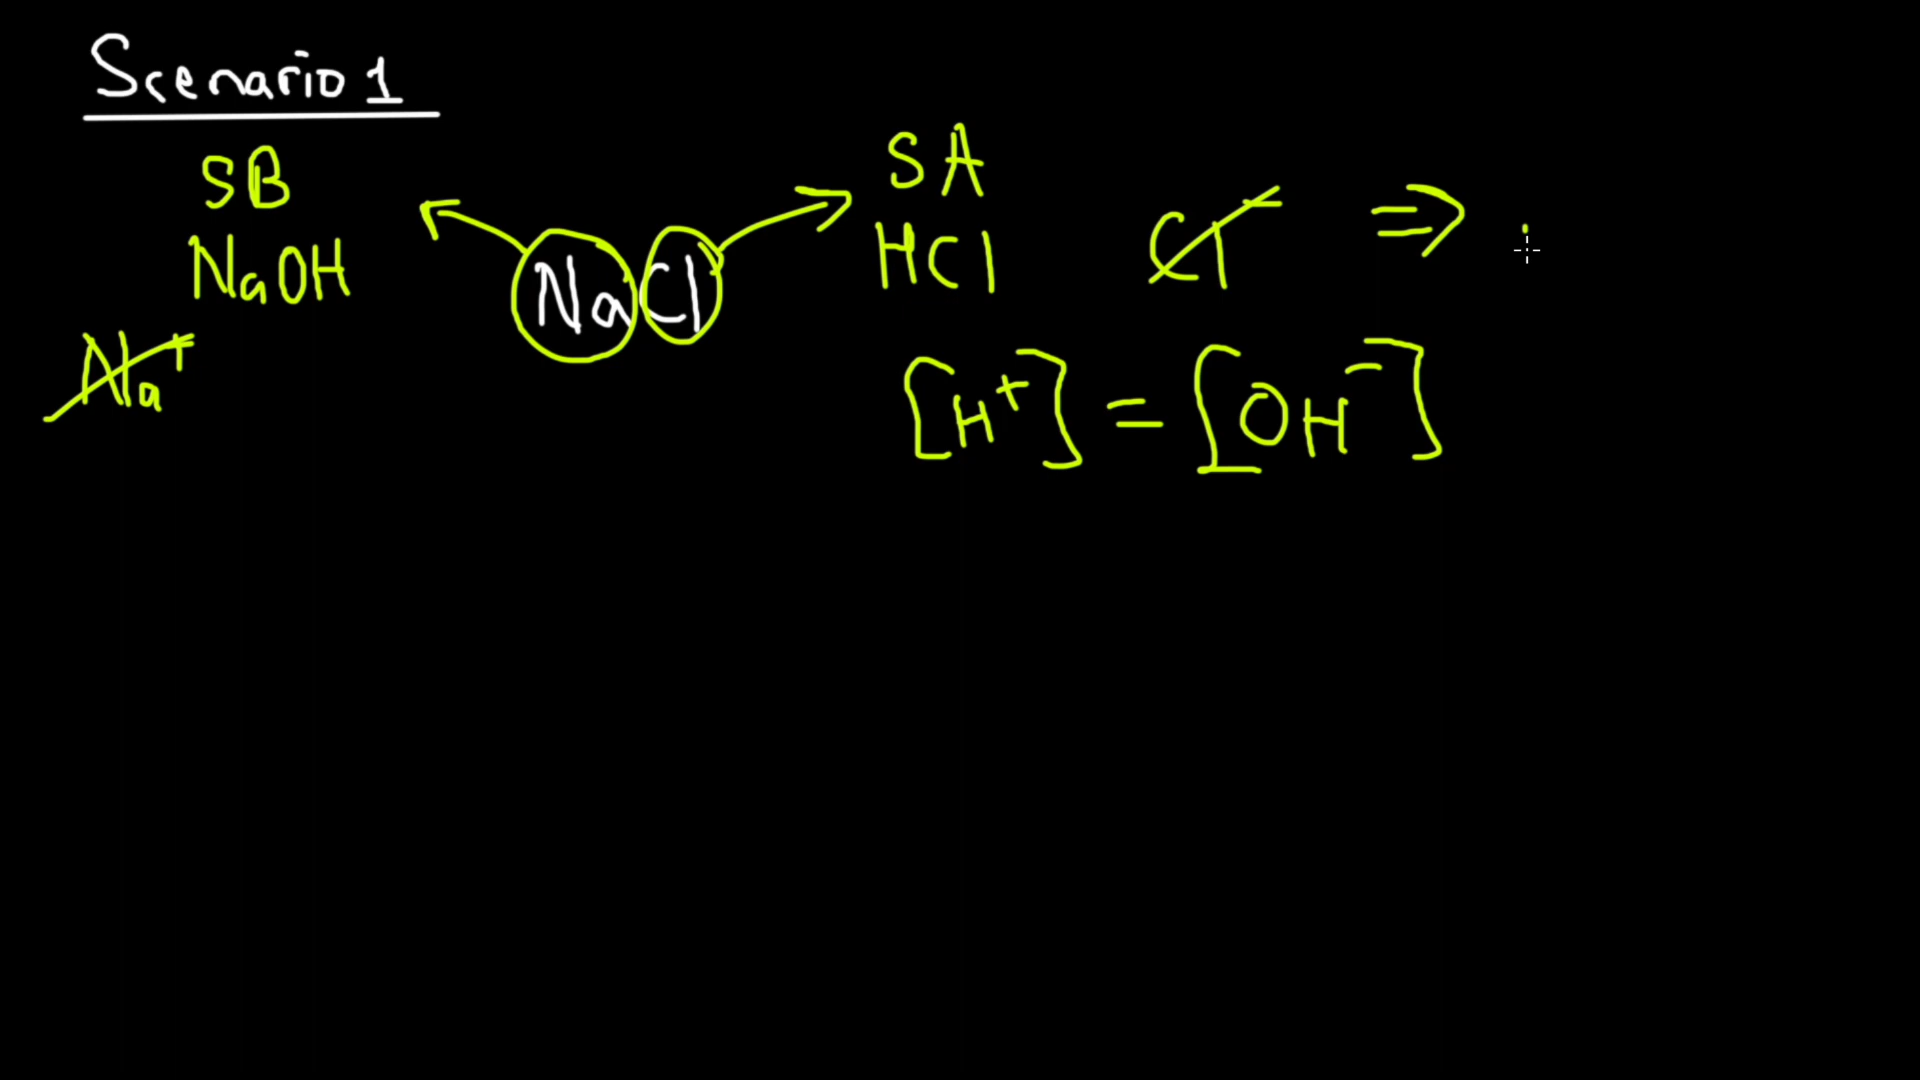 Scenario 1
SB
NaOH
Na⁺
NaCl
SA
HCl
Cl⁻ ⇒
[H⁺] = [OH⁻]